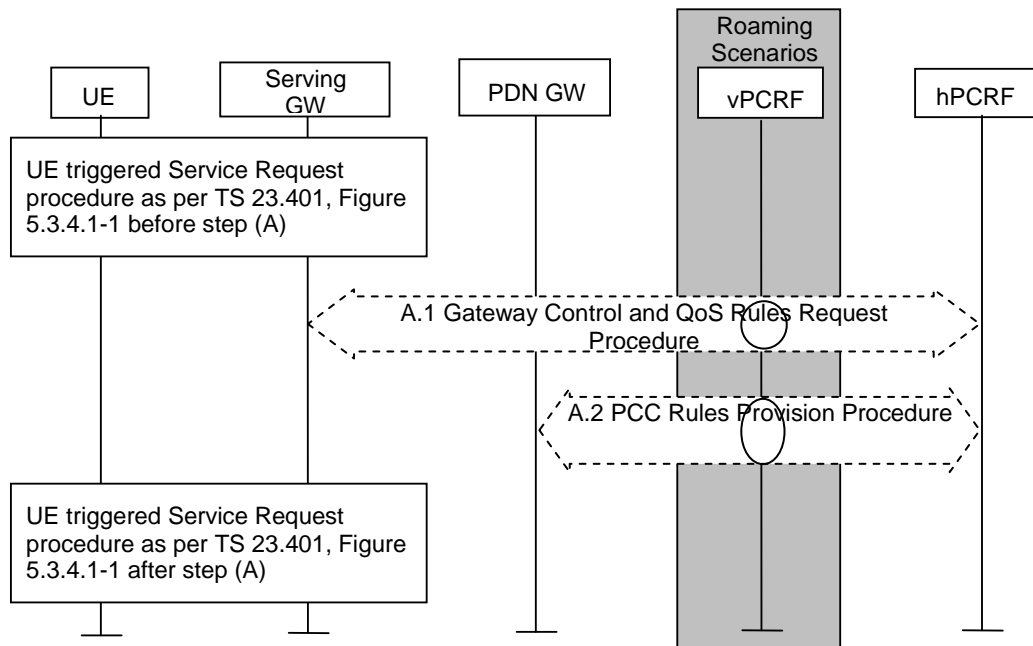 Roaming
Scenarios
UE
Serving
GW
PDN GW
vPCRF
hPCRF
UE triggered Service Request
procedure as per TS 23.401, Figure
5.3.4.1-1 before step (A)
A.1 Gateway Control and QoS Rules Request
Procedure
A.2 PCC Rules Provision Procedure
UE triggered Service Request
procedure as per TS 23.401, Figure
5.3.4.1-1 after step (A)